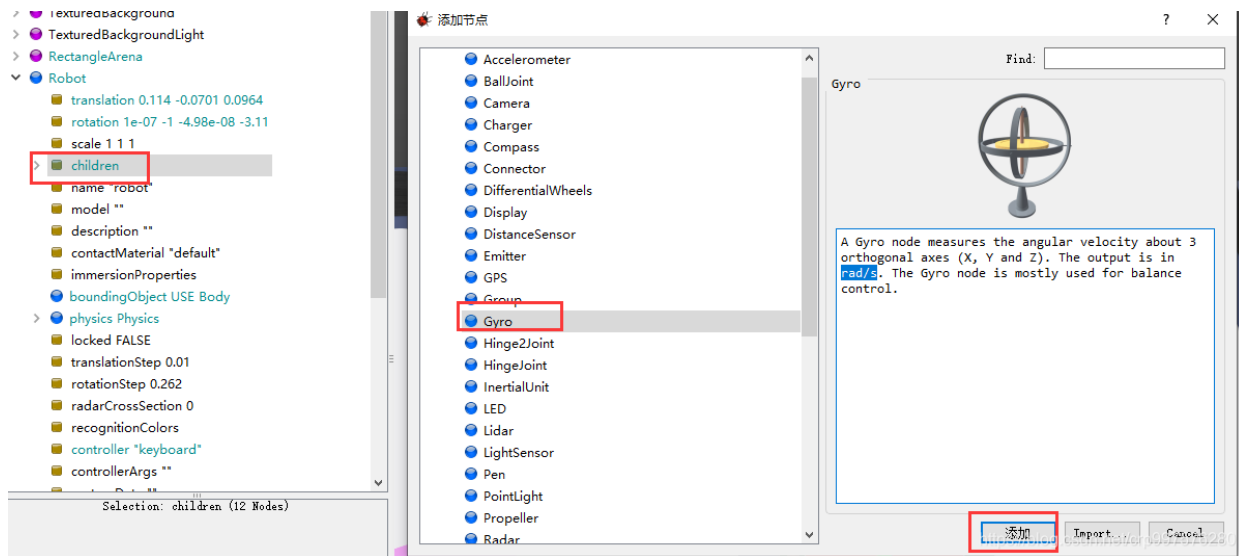 TexturedBackground
TexturedBackgroundLight
RectangleArena
Robot
translation 0.114 -0.0701 0.0964
rotation 1e-07 -1 -4.98e-08 -3.11
scale 1 1 1
children
name "robot"
model ""
description ""
contactMaterial "default"
immersionProperties
boundingObject USE Body
physics Physics
locked FALSE
translationStep 0.01
rotationStep 0.262
radarCrossSection 0
recognitionColors
controller "keyboard"
controllerArgs ""
Selection: children (12 Nodes)
添加节点
?
Accelerometer
BallJoint
Camera
Charger
Compass
Connector
DifferentialWheels
Display
DistanceSensor
Emitter
GPS
Group
Gyro
Hinge2Joint
HingeJoint
InertialUnit
LED
Lidar
LightSensor
Pen
PointLight
Propeller
Radar
Find:
Gyro
A Gyro node measures the angular velocity about 3
orthogonal axes (X, Y and Z). The output is in
rad/s. The Gyro node is mostly used for balance
control.
添加
Import...
Cancel